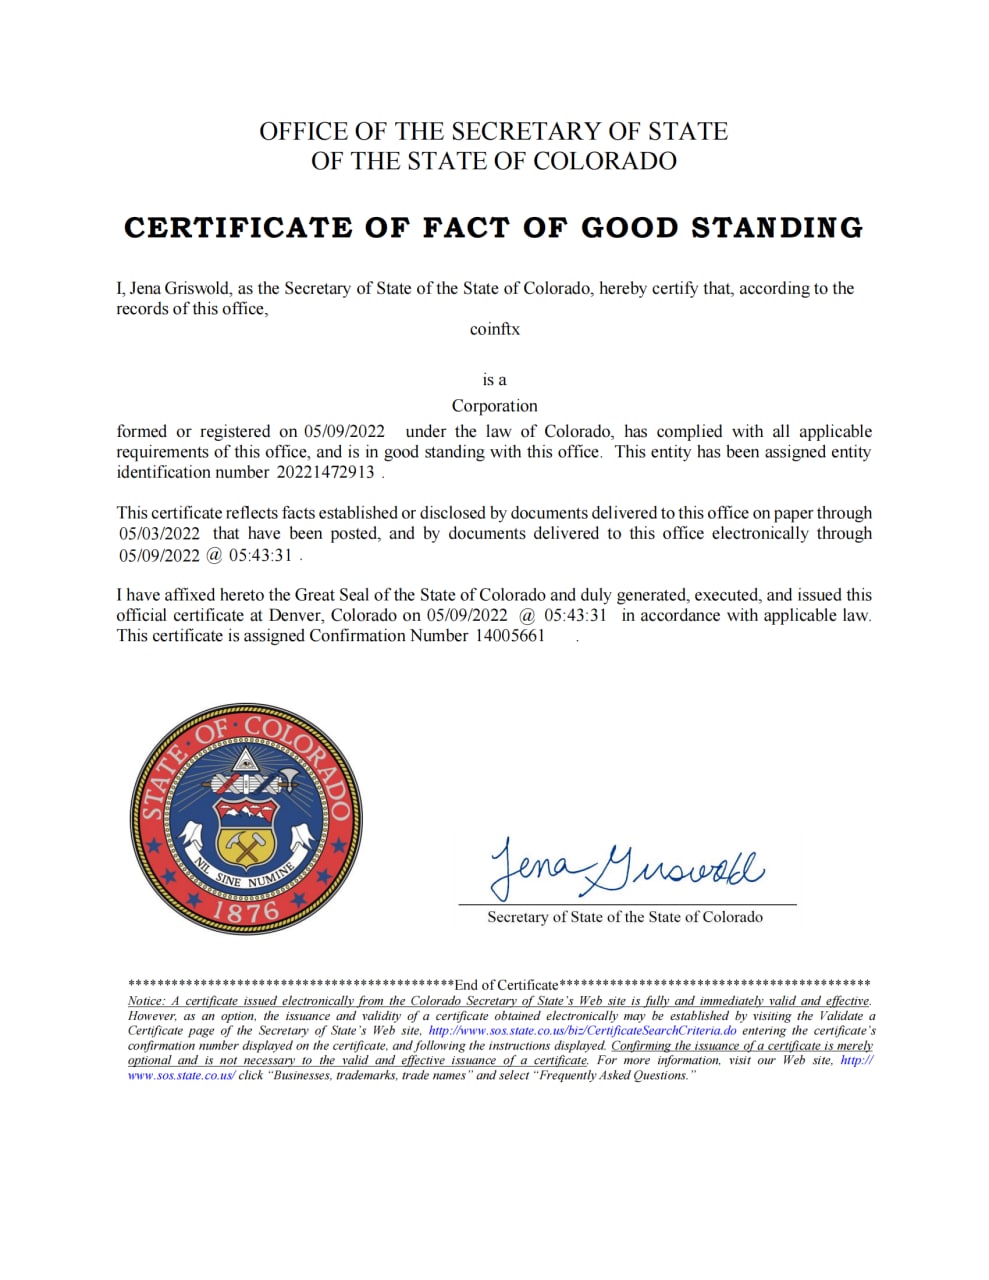 OFFICE OF THE SECRETARY OF STATE
OF THE STATE OF COLORADO
CERTIFICATE OF FACT OF GOOD STANDING
I, Jena Griswold, as the Secretary of State of the State of Colorado, hereby certify that, according to the
records of this office,
coinftx
is a
Corporation
formed or registered on 05/09/2022 under the law of Colorado, has complied with all applicable
requirements of this office, and is in good standing with this office. This entity has been assigned entity
identification number 20221472913 .
This certificate reflects facts established or disclosed by documents delivered to this office on paper through
05/03/2022 that have been posted, and by documents delivered to this office electronically through
05/09/2022 @ 05:43:31 .
I have affixed hereto the Great Seal of the State of Colorado and duly generated, executed, and issued this
official certificate at Denver, Colorado on 05/09/2022 @ 05:43:31 in accordance with applicable law.
This certificate is assigned Confirmation Number 14005661 .
STATE OF COLORADO
NIL SINE NUMINE
1876
Jena Griswold
Secretary of State of the State of Colorado
*********************************************End of Certificate*******************************************
Notice: A certificate issued electronically from the Colorado Secretary of State's Web site is fully and immediately valid and effective.
However, as an option, the issuance and validity of a certificate obtained electronically may be established by visiting the Validate a
Certificate page of the Secretary of State's Web site, http://www.sos.state.co.us/biz/CertificateSearchCriteria.do entering the certificate's
confirmation number displayed on the certificate, and following the instructions displayed. Confirming the issuance of a certificate is merely
optional and is not necessary to the valid and effective issuance of a certificate. For more information, visit our Web site, http://
www.sos.state.co.us/ click “Businesses, trademarks, trade names” and select “Frequently Asked Questions.”